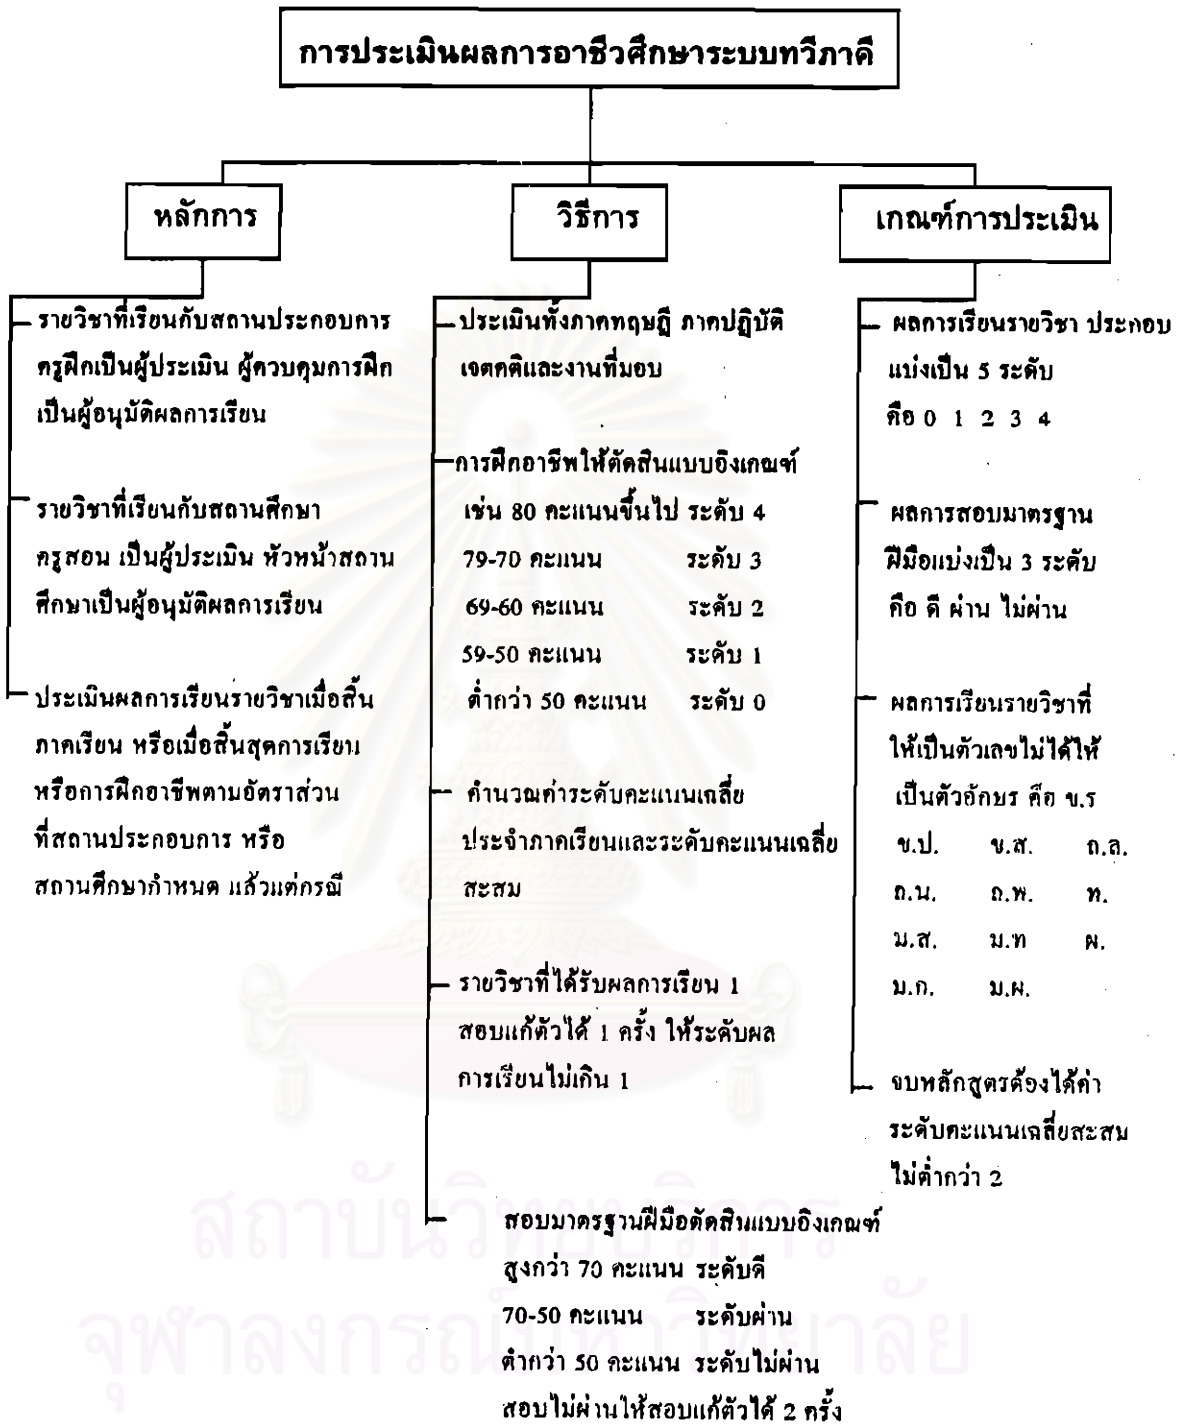 การประเมินผลการอาชีวศึกษาระบบทวีภาคี
หลักการ
รายวิชาที่เรียนกับสถานประกอบการ
ครูฝึกเป็นผู้ประเมิน ผู้ควบคุมการฝึก
เป็นผู้อนุมัติผลการเรียน
รายวิชาที่เรียนกับสถานศึกษา
ครูสอน เป็นผู้ประเมิน หัวหน้าสถาน
ศึกษาเป็นผู้อนุมัติผลการเรียน
ประเมินผลการเรียนรายวิชาเมื่อสิ้น
ภาคเรียน หรือเมื่อสิ้นสุดการเรียน
หรือการฝึกอาชีพตามอัตราส่วน
ที่สถานประกอบการ หรือ
สถานศึกษากำหนด แล้วแต่กรณี
วิธีการ
ประเมินทั้งภาคทฤษฎี ภาคปฏิบัติ
เจตคติและงานที่มอบ
การฝึกอาชีพให้ตัดสินแบบอิงเกณฑ์
เช่น 80 คะแนนขึ้นไป ระดับ 4
79-70 คะแนน ระดับ 3
69-60 คะแนน ระดับ 2
59-50 คะแนน ระดับ 1
ต่ำกว่า 50 คะแนน ระดับ 0
คำนวณค่าระดับคะแนนเฉลี่ย
ประจำภาคเรียนและระดับคะแนนเฉลี่ย
สะสม
รายวิชาที่ได้รับผลการเรียน 1
สอบแก้ตัวได้ 1 ครั้ง ให้ระดับผล
การเรียนไม่เกิน 1
สอบมาตรฐานฝีมือตัดสินแบบอิงเกณฑ์
สูงกว่า 70 คะแนน ระดับดี
70-50 คะแนน ระดับผ่าน
ต่ำกว่า 50 คะแนน ระดับไม่ผ่าน
สอบไม่ผ่านให้สอบแก้ตัวได้ 2 ครั้ง
เกณฑ์การประเมิน
ผลการเรียนรายวิชา ประกอบ
แบ่งเป็น 5 ระดับ
คือ 0 1 2 3 4
ผลการสอบมาตรฐาน
ฝีมือแบ่งเป็น 3 ระดับ
คือ ดี ผ่าน ไม่ผ่าน
ผลการเรียนรายวิชาที่
ให้เป็นตัวเลขไม่ได้ให้
เป็นตัวอักษร คือ ข.ร
ข.ป. ข.ส. ถ.ล.
ถ.น. ถ.พ. ท.
ม.ส. ม.ท ผ.
ม.ก. ม.ผ.
จบหลักสูตรต้องได้ค่า
ระดับคะแนนเฉลี่ยสะสม
ไม่ต่ำกว่า 2
สถาบันวิทยบริการ
จุฬาลงกรณ์มหาวิทยาลัย